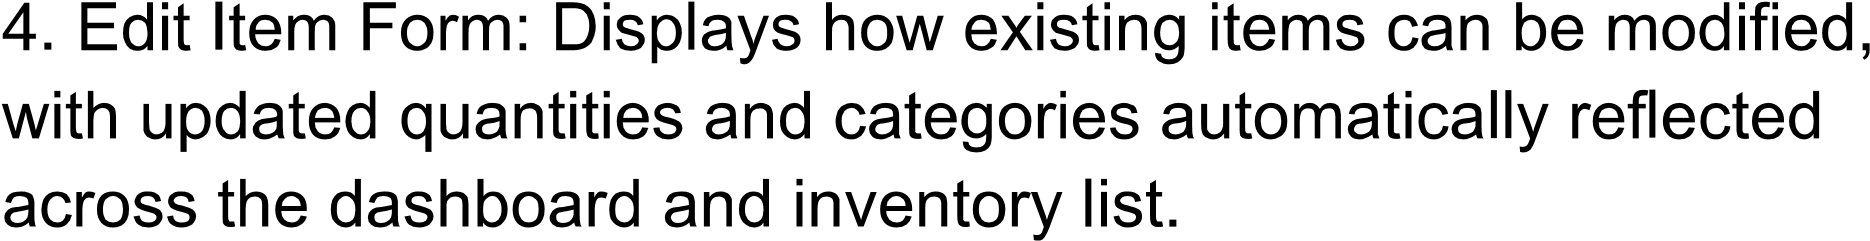 4. Edit Item Form: Displays how existing items can be modified,
with updated quantities and categories automatically reflected
across the dashboard and inventory list.